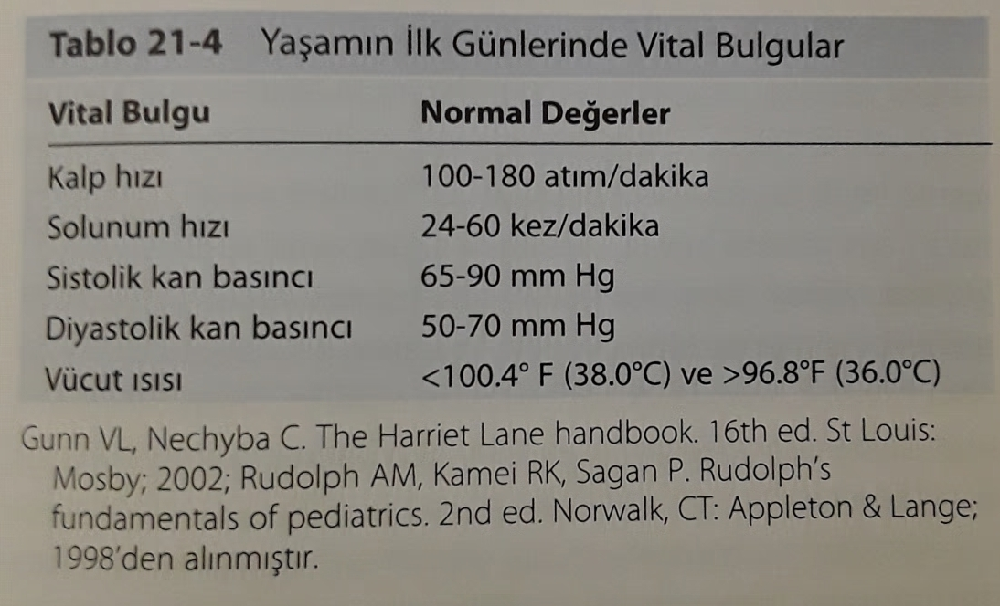 Tablo 21-4 Yaşamın İlk Günlerinde Vital Bulgular
Vital Bulgu Normal Değerler
Kalp hızı 100-180 atım/dakika
Solunum hızı 24-60 kez/dakika
Sistolik kan basıncı 65-90 mm Hg
Diyastolik kan basıncı 50-70 mm Hg
Vücut ısısı <100.4° F (38.0°C) ve >96.8°F (36.0°C)
Gunn VL, Nechyba C. The Harriet Lane handbook. 16th ed. St Louis:
Mosby; 2002; Rudolph AM, Kamei RK, Sagan P. Rudolph's
fundamentals of pediatrics. 2nd ed. Norwalk, CT: Appleton & Lange;
1998'den alınmıştır.